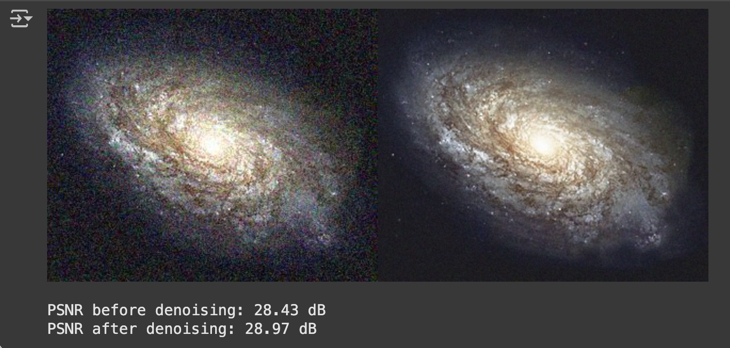 PSNR before denoising: 28.43 dB
PSNR after denoising: 28.97 dB